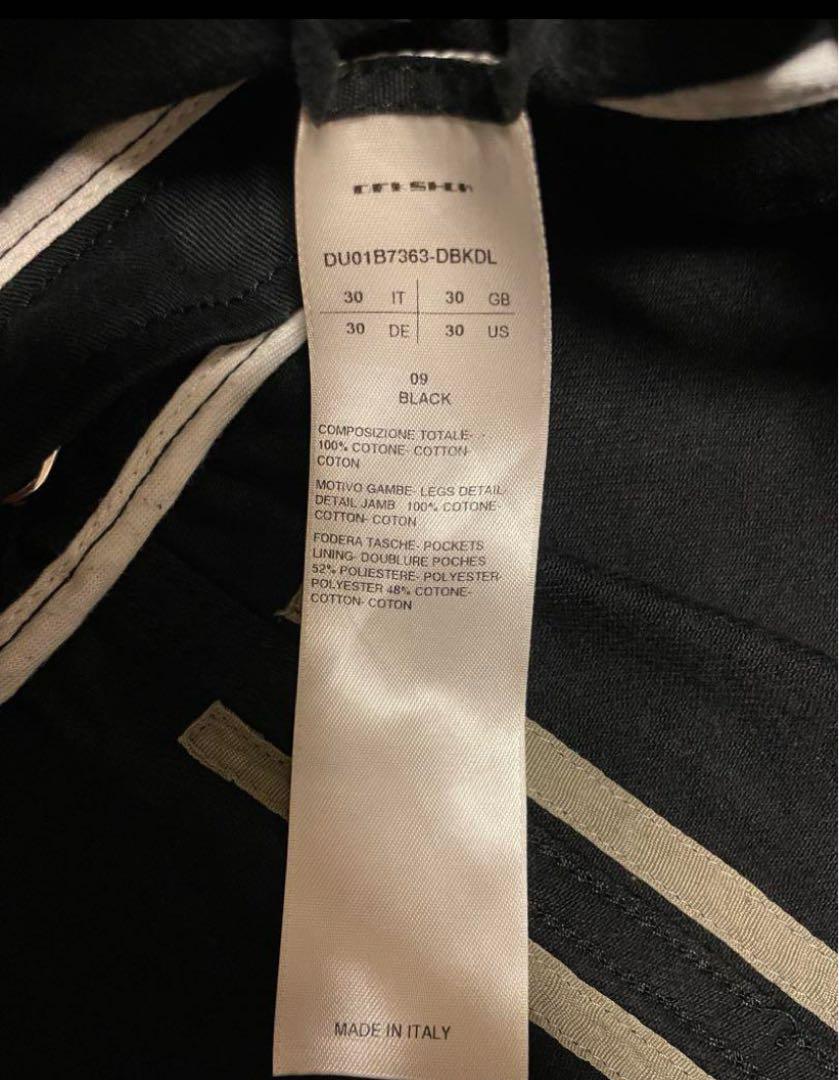 DU01B7363-DBKDL
30 IT 30 GB
30 DE 30 US
09
BLACK
COMPOSIZIONE TOTALE-
100% COTONE- COTTON-
COTON
MOTIVO GAMBE- LEGS DETAIL-
DETAIL JAMB 100% COTONE-
COTTON- COTON
FODERA TASCHE- POCKETS
LINING- DOUBLURE POCHES
52% POLIESTERE- POLYESTER-
POLYESTER 48% COTONE-
COTTON- COTON
MADE IN ITALY